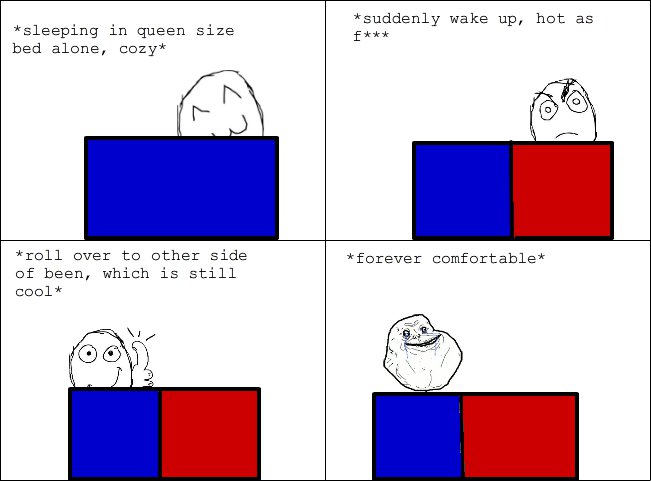 *sleeping in queen size
bed alone, cozy*
*suddenly wake up, hot as
f***
*roll over to other side
of been, which is still
cool*
*forever comfortable*